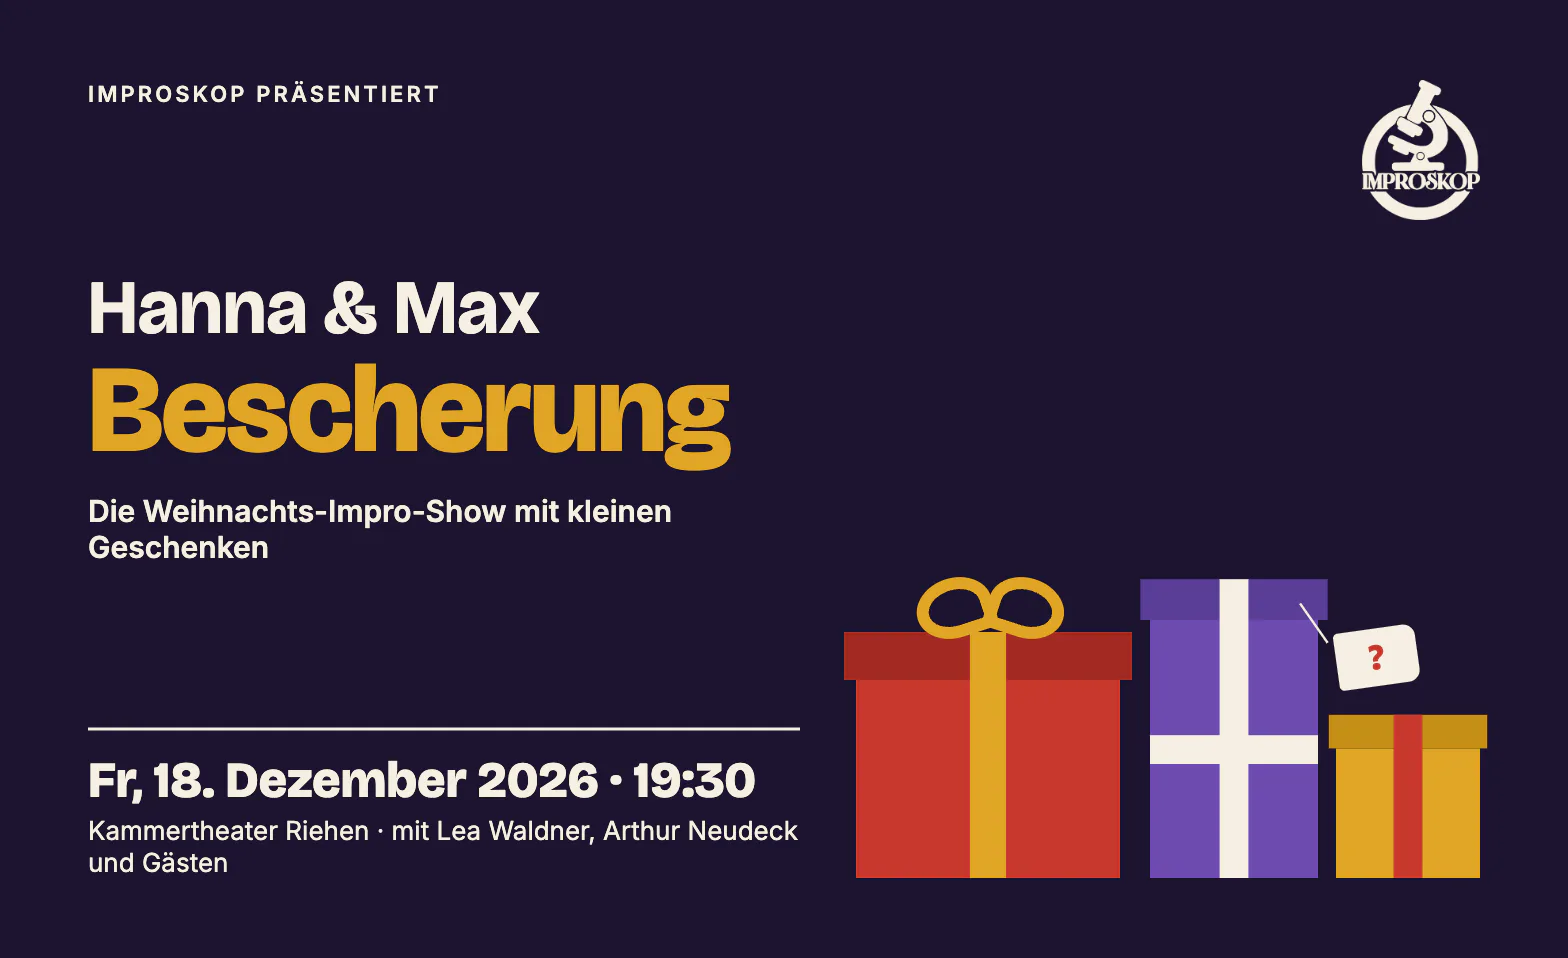 IMPROSKOP PRÄSENTIERT
IMPROSKOP
Hanna & Max
Bescherung
Die Weihnachts-Impro-Show mit kleinen
Geschenken
?
Fr, 18. Dezember 2026 · 19:30
Kammertheater Riehen · mit Lea Waldner, Arthur Neudeck
und Gästen